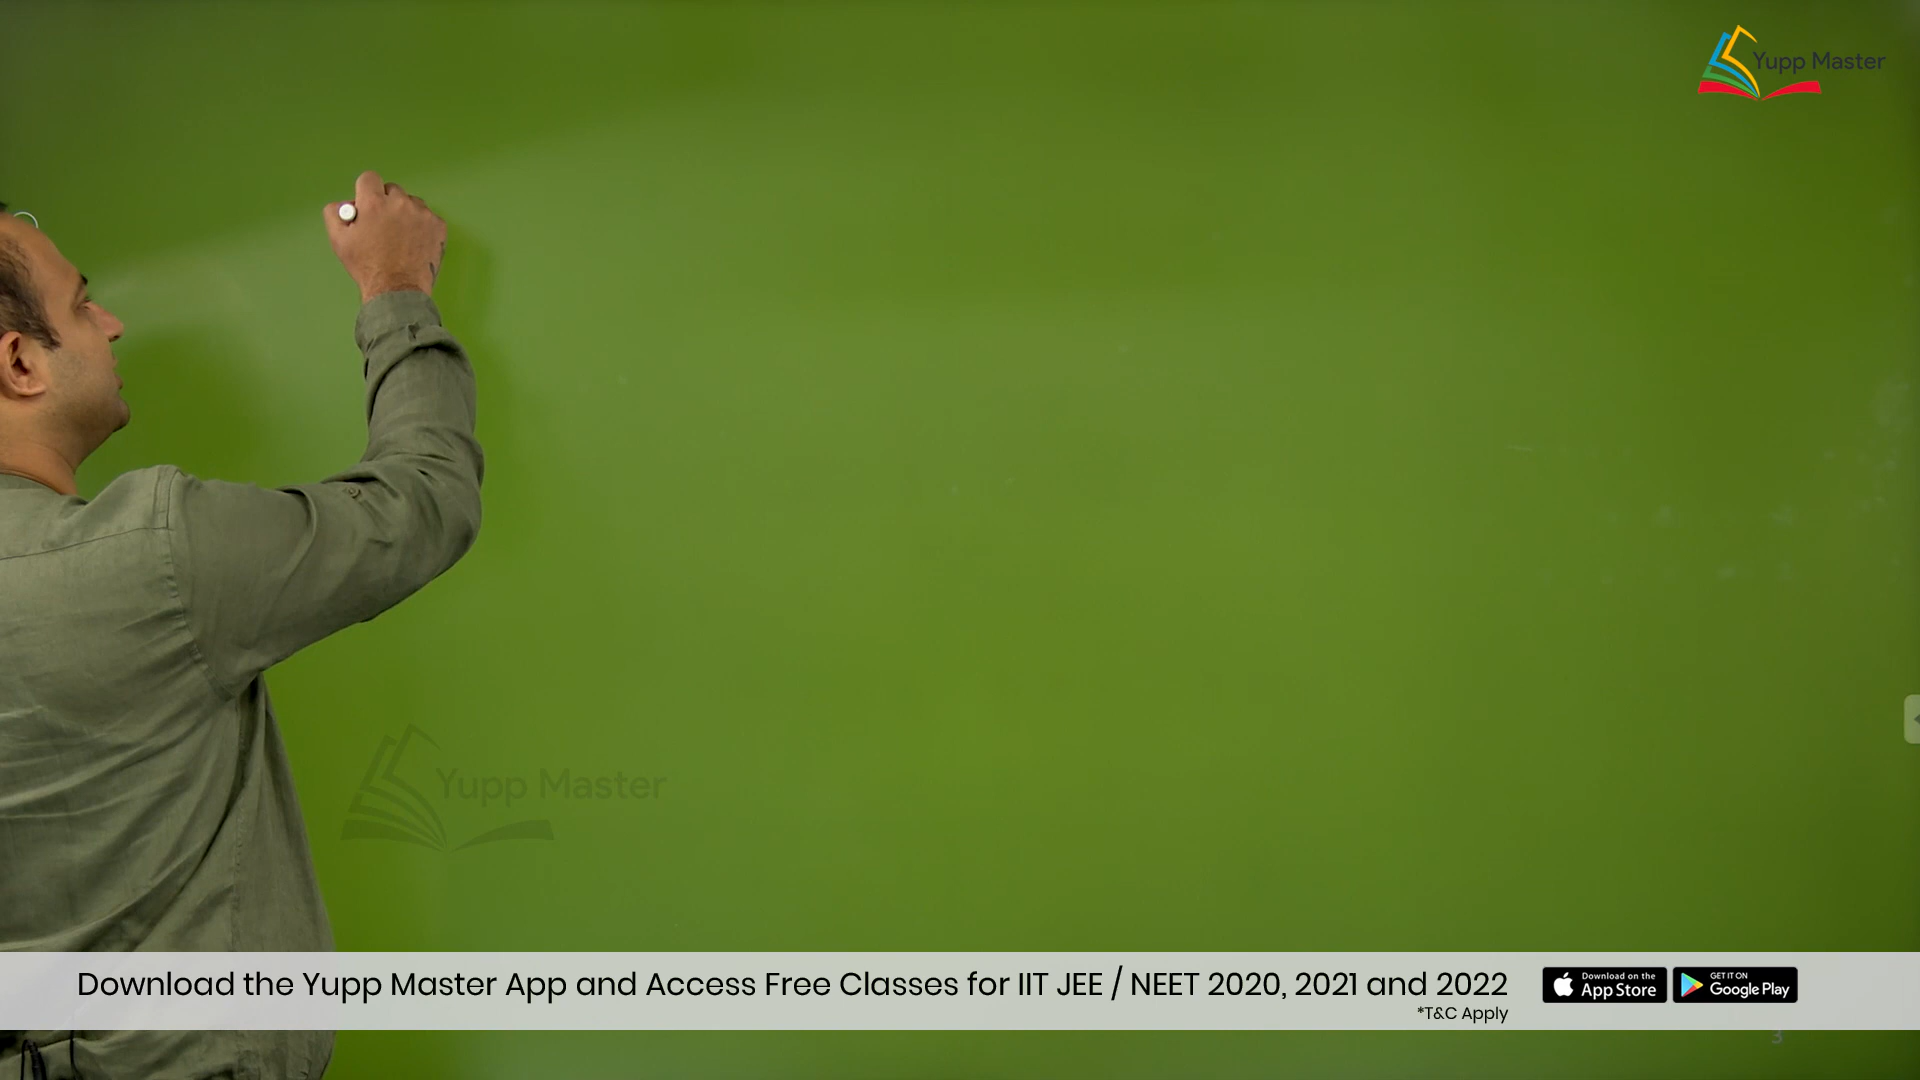 Yupp Master
Yupp Master
Download the Yupp Master App and Access Free Classes for IIT JEE / NEET 2020, 2021 and 2022
Download on the
App Store
GET IT ON
Google Play
*T&C Apply
3